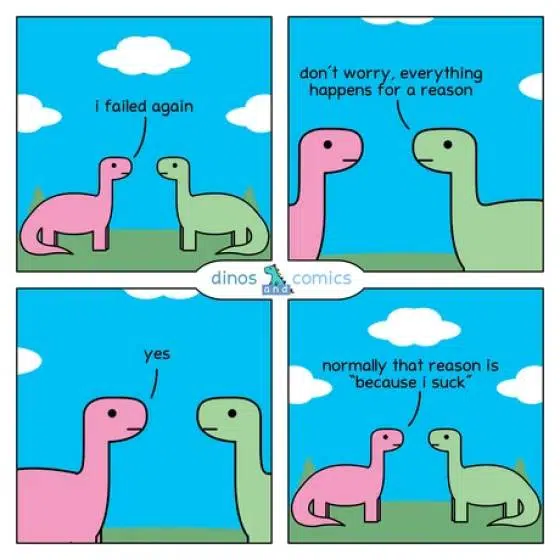 i failed again
don't worry, everything
happens for a reason
dinos and comics
yes
normally that reason is
"because i suck"